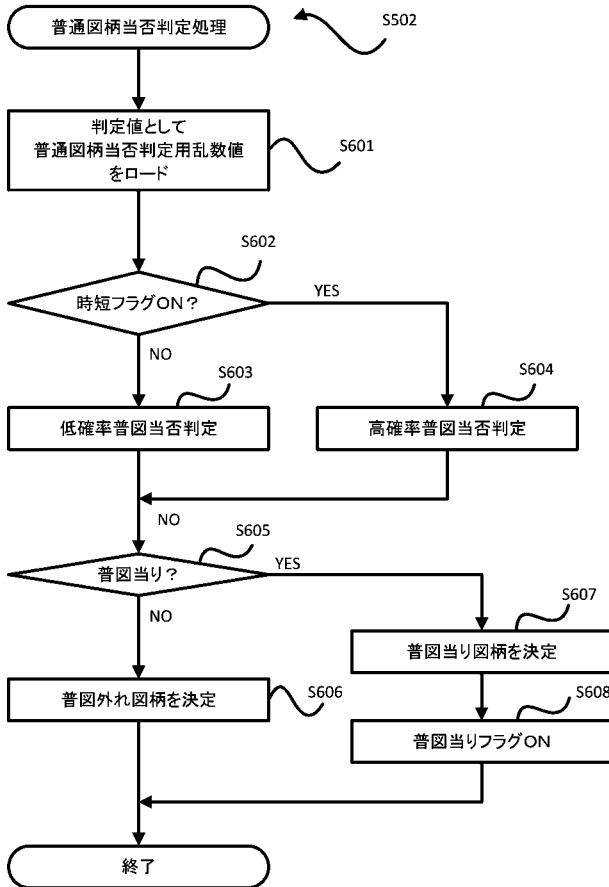 普通図柄当否判定処理
S502
判定値として
普通図柄当否判定用乱数値
をロード
S601
S602
時短フラグON？
YES
NO
S603
S604
低確率普図当否判定
高確率普図当否判定
NO
S605
普図当り？
YES
NO
S607
普図当り図柄を決定
普図外れ図柄を決定
S606
S608
普図当りフラグON
終了